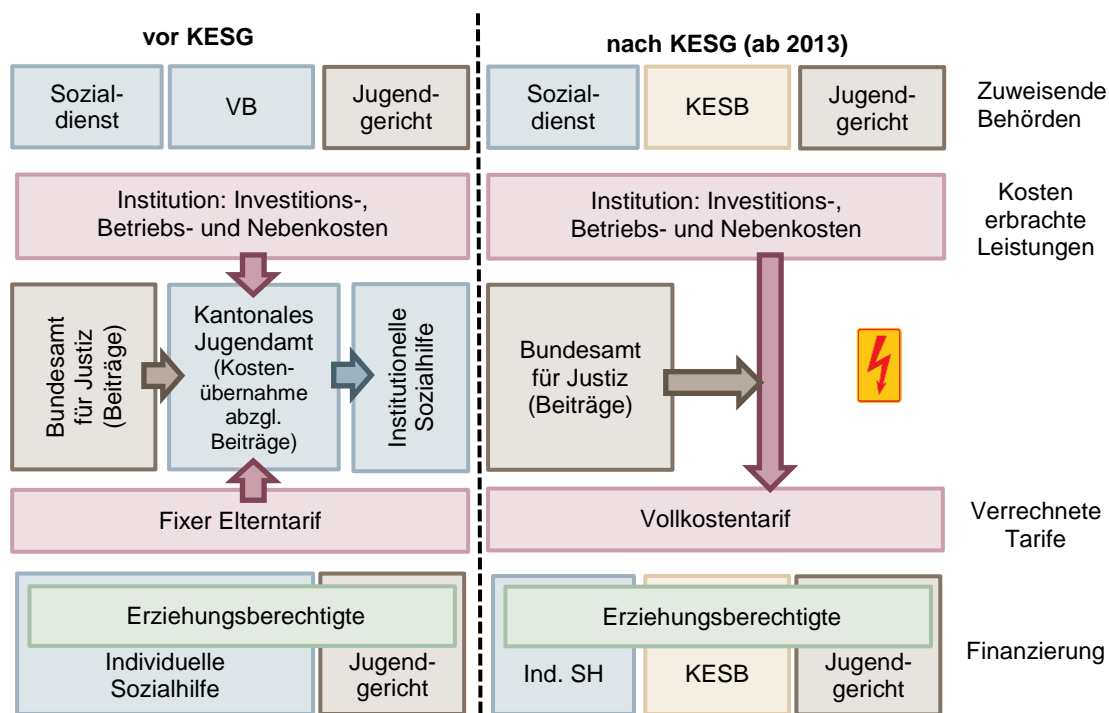 vor KESG
nach KESG (ab 2013)
Sozial-
dienst
VB
Jugend-
gericht
Sozial-
dienst
KESB
Jugend-
gericht
Zuweisende
Behörden
Institution: Investitions-,
Betriebs- und Nebenkosten
Institution: Investitions-,
Betriebs- und Nebenkosten
Kosten
erbrachte
Leistungen
Bundesamt
für Justiz
(Beiträge)
Kantonales
Jugendamt
(Kosten-
übernahme
abzgl.
Beiträge)
Institutionelle
Sozialhilfe
Bundesamt
für Justiz
(Beiträge)
Fixer Elterntarif
Vollkostentarif
Verrechnete
Tarife
Erziehungsberechtigte
Individuelle
Sozialhilfe
Jugend-
gericht
Erziehungsberechtigte
Ind. SH
KESB
Jugend-
gericht
Finanzierung